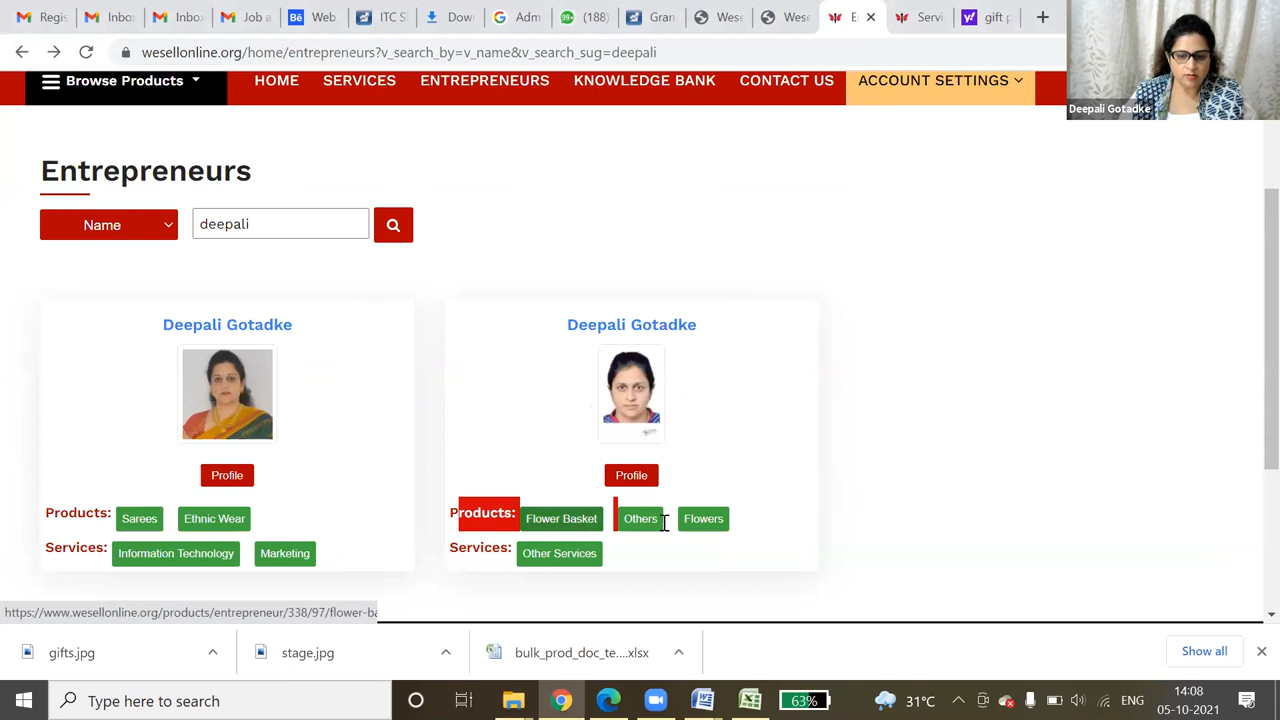 Regis
Inbo
Inbox
Job a
Web
ITC S
Dow
Adm
(188)
Gran
Wese
Wese
E
Servi
gift p
wesellonline.org/home/entrepreneurs?v_search_by=v_name&v_search_sug=deepali
Deepali Gotadke
Browse Products
HOME
SERVICES
ENTREPRENEURS
KNOWLEDGE BANK
CONTACT US
ACCOUNT SETTINGS
Entrepreneurs
Name
deepali
Deepali Gotadke
Deepali Gotadke
Profile
Profile
Products: Sarees Ethnic Wear
Products: Flower Basket Others Flowers
Services: Information Technology Marketing
Services: Other Services
https://www.wesellonline.org/products/entrepreneur/338/97/flower-ba
gifts.jpg
stage.jpg
bulk_prod_doc_te....xlsx
Show all
Type here to search
63%
31°C
ENG
14:08
05-10-2021